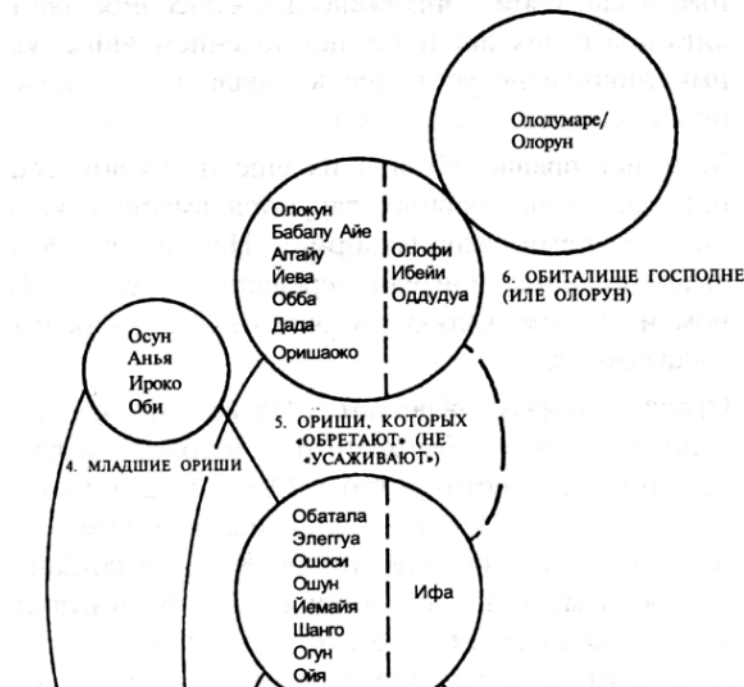 Олодумаре/
Олорун
6. ОБИТАЛИЩЕ ГОСПОДНЕ
(ИЛЕ ОЛОРУН)
Олокун
Бабалу Айе
Аггайу
Йева
Обба
Дада
Оришаоко
Олофи
Ибейи
Оддудуа
5. ОРИШИ, КОТОРЫХ
«ОБРЕТАЮТ» (НЕ
«УСАЖИВАЮТ»)
Осун
Анья
Ироко
Оби
4. МЛАДШИЕ ОРИШИ
Обатала
Элеггуа
Ошоси
Ошун
Йемайя
Шанго
Огун
Ойя
Ифа